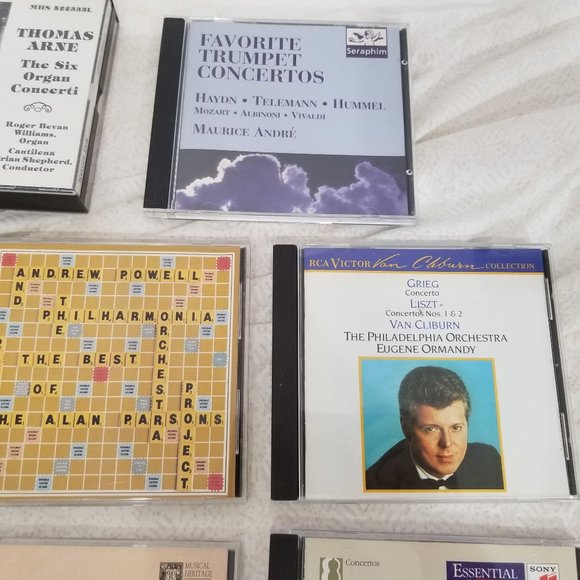 MHS 522333L
THOMAS
ARNE
The Six
Organ
Concerti
Roger Bevan
Williams,
Organ
Cantilena
rian Shepherd,
Conductor
FAVORITE
TRUMPET
CONCERTOS
Seraphim
HAYDN • TELEMANN • HUMMEL
MOZART • ALBINONI • VIVALDI
MAURICE ANDRÉ
ANDREW POWELL
AND
THE
PHILHARMONIA
ORCHESTRA
THE BEST
OF
HE ALAN PARSONS
PROJECT
RCA VICTOR Van Cliburn COLLECTION
GRIEG
Concerto
LISZT
Concertos Nos. 1 & 2
VAN CLIBURN
THE PHILADELPHIA ORCHESTRA
EUGENE ORMANDY
MUSICAL
HERITAGE
Concertos
ESSENTIAL
SONY